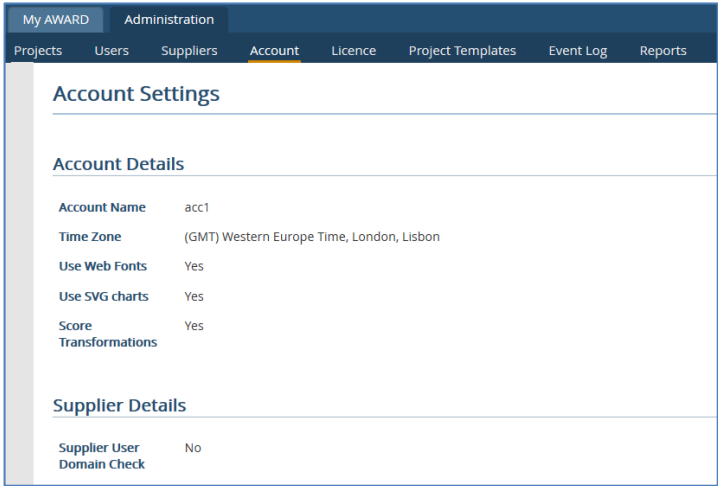 My AWARD Administration
Projects Users Suppliers Account Licence Project Templates Event Log Reports
Account Settings
Account Details
Account Name acc1
Time Zone (GMT) Western Europe Time, London, Lisbon
Use Web Fonts Yes
Use SVG charts Yes
Score Yes
Transformations
Supplier Details
Supplier User No
Domain Check